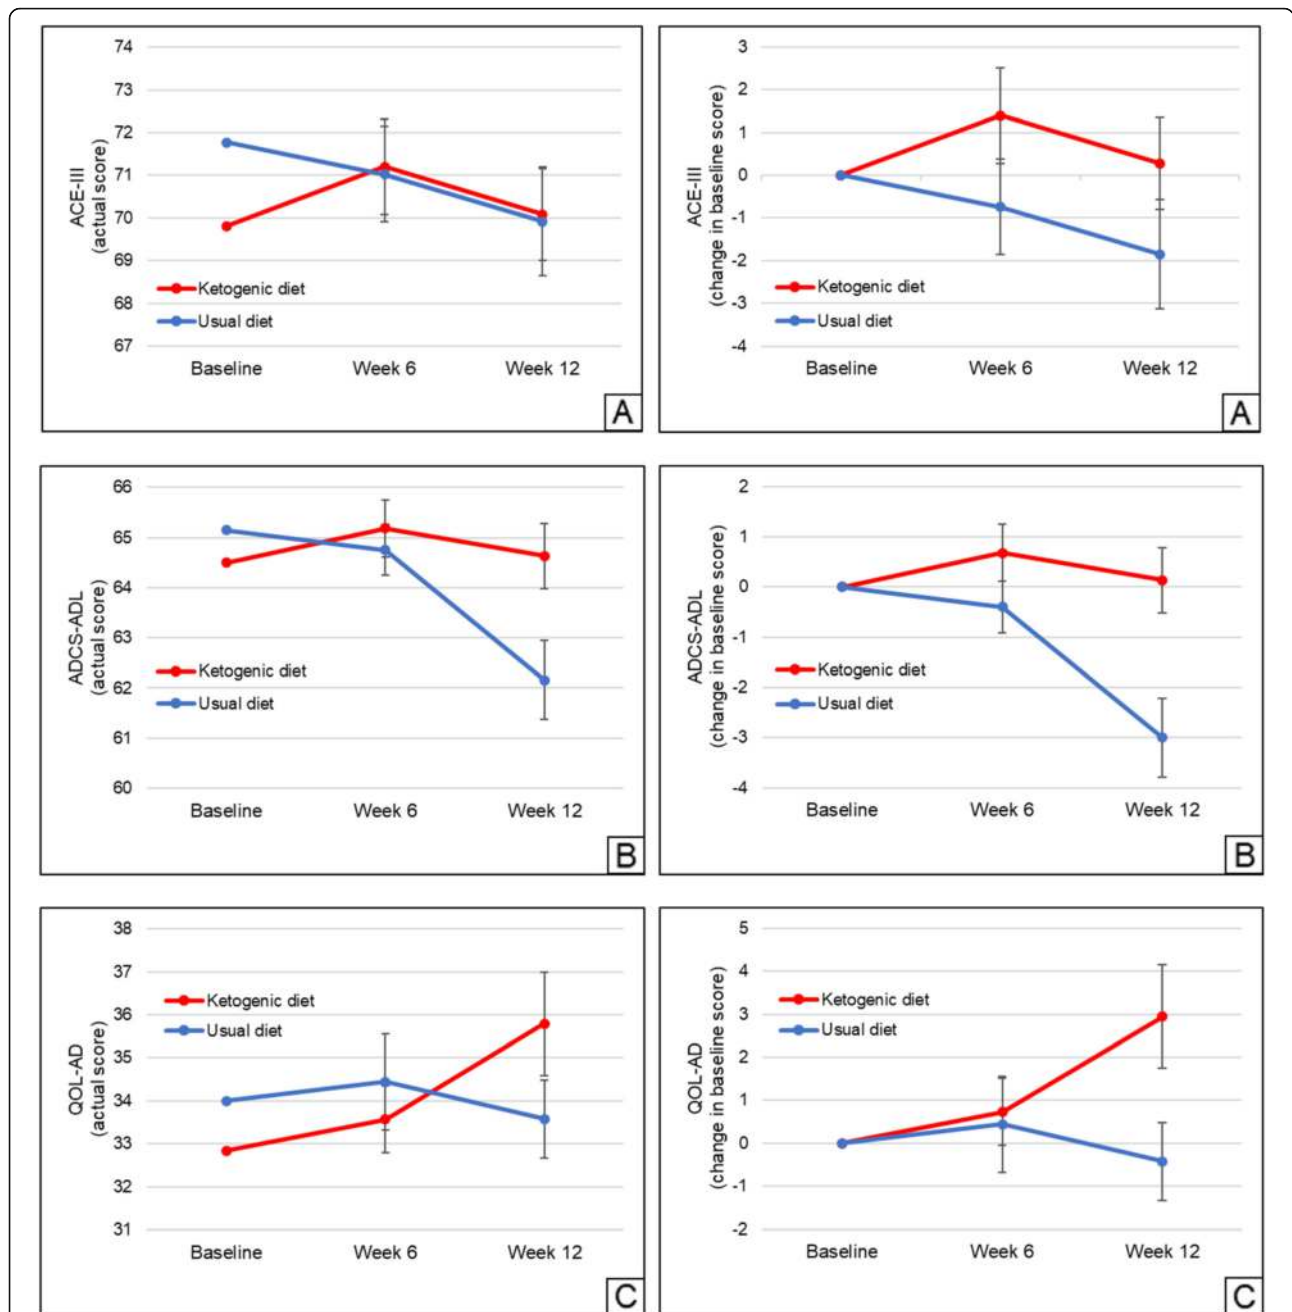 74
73
72
71
70
69
68
67
ACE-III
(actual score)
Ketogenic diet
Usual diet
Baseline Week 6 Week 12
A
3
2
1
0
-1
-2
-3
-4
ACE-III
(change in baseline score)
Ketogenic diet
Usual diet
Baseline Week 6 Week 12
A
66
65
64
63
62
61
60
ADCS-ADL
(actual score)
Ketogenic diet
Usual diet
Baseline Week 6 Week 12
B
2
1
0
-1
-2
-3
-4
ADCS-ADL
(change in baseline score)
Ketogenic diet
Usual diet
Baseline Week 6 Week 12
B
38
37
36
35
34
33
32
31
QOL-AD
(actual score)
Ketogenic diet
Usual diet
Baseline Week 6 Week 12
C
5
4
3
2
1
0
-1
-2
QOL-AD
(change in baseline score)
Ketogenic diet
Usual diet
Baseline Week 6 Week 12
C